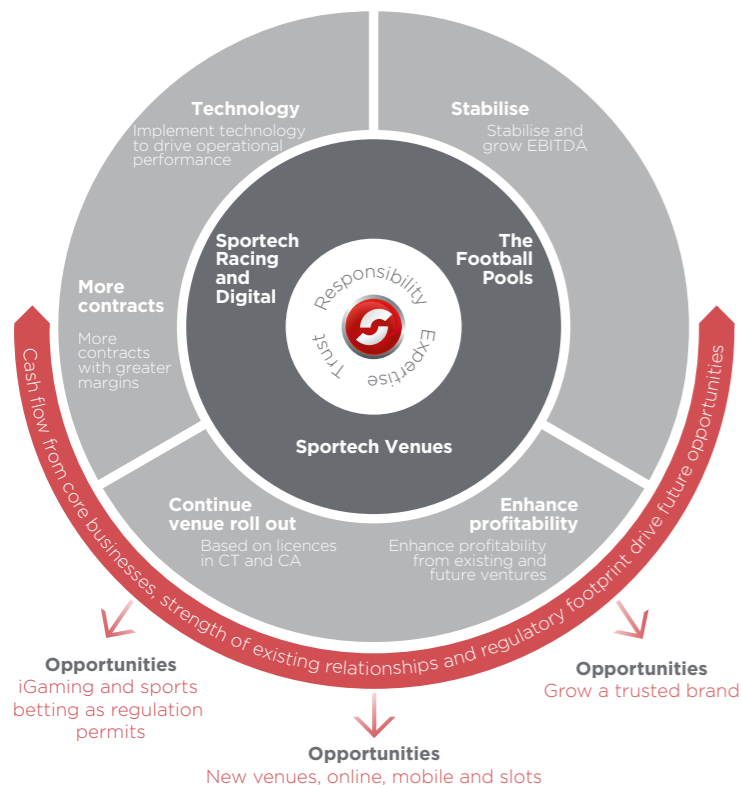 Technology
Implement technology
to drive operational
performance
Stabilise
Stabilise and
grow EBITDA
Sportech
Racing
and
Digital
The
Football
Pools
Responsibility
Expertise
Trust
More
contracts
More
contracts
with greater
margins
Sportech Venues
Continue
venue roll out
Based on licences
in CT and CA
Enhance
profitability
Enhance profitability
from existing and
future ventures
Cash flow from core businesses, strength of existing relationships and regulatory footprint drive future opportunities
Opportunities
iGaming and sports
betting as regulation
permits
Opportunities
New venues, online, mobile and slots
Opportunities
Grow a trusted brand